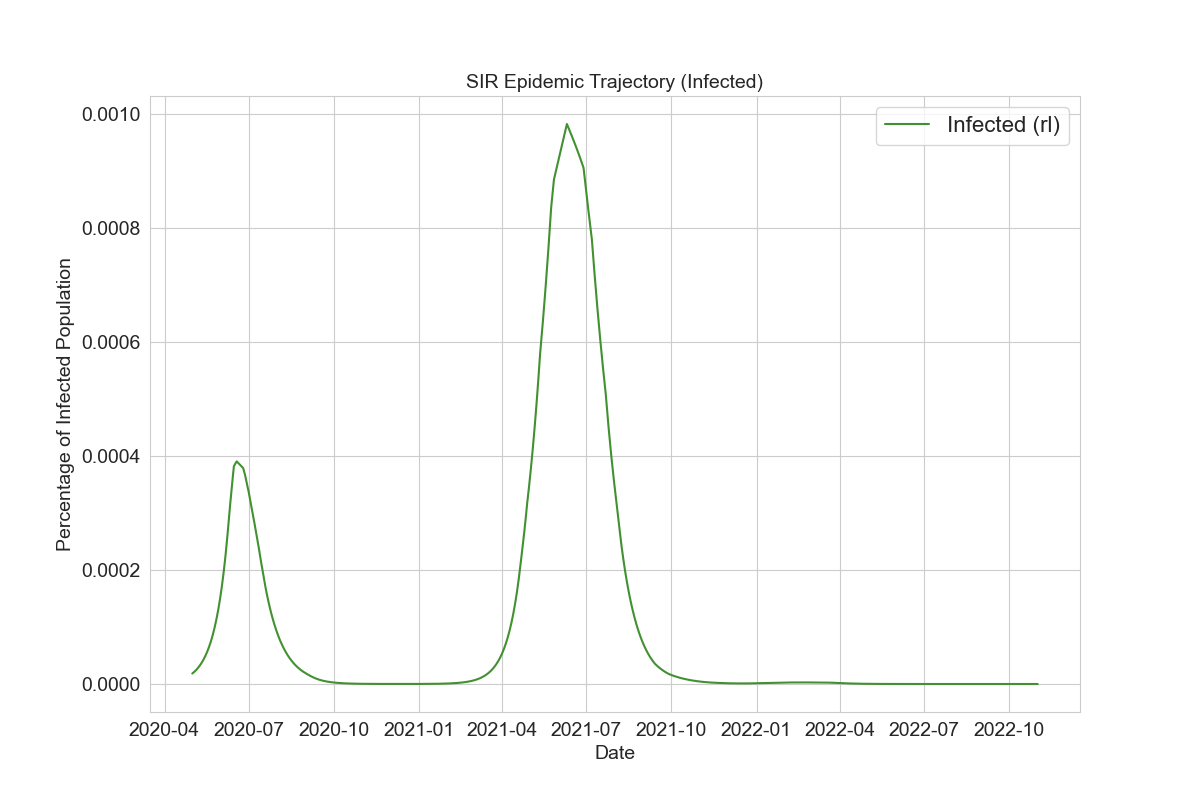 SIR Epidemic Trajectory (Infected)
Infected (rl)
Percentage of Infected Population
0.0010
0.0008
0.0006
0.0004
0.0002
0.0000
2020-04 2020-07 2020-10 2021-01 2021-04 2021-07 2021-10 2022-01 2022-04 2022-07 2022-10
Date